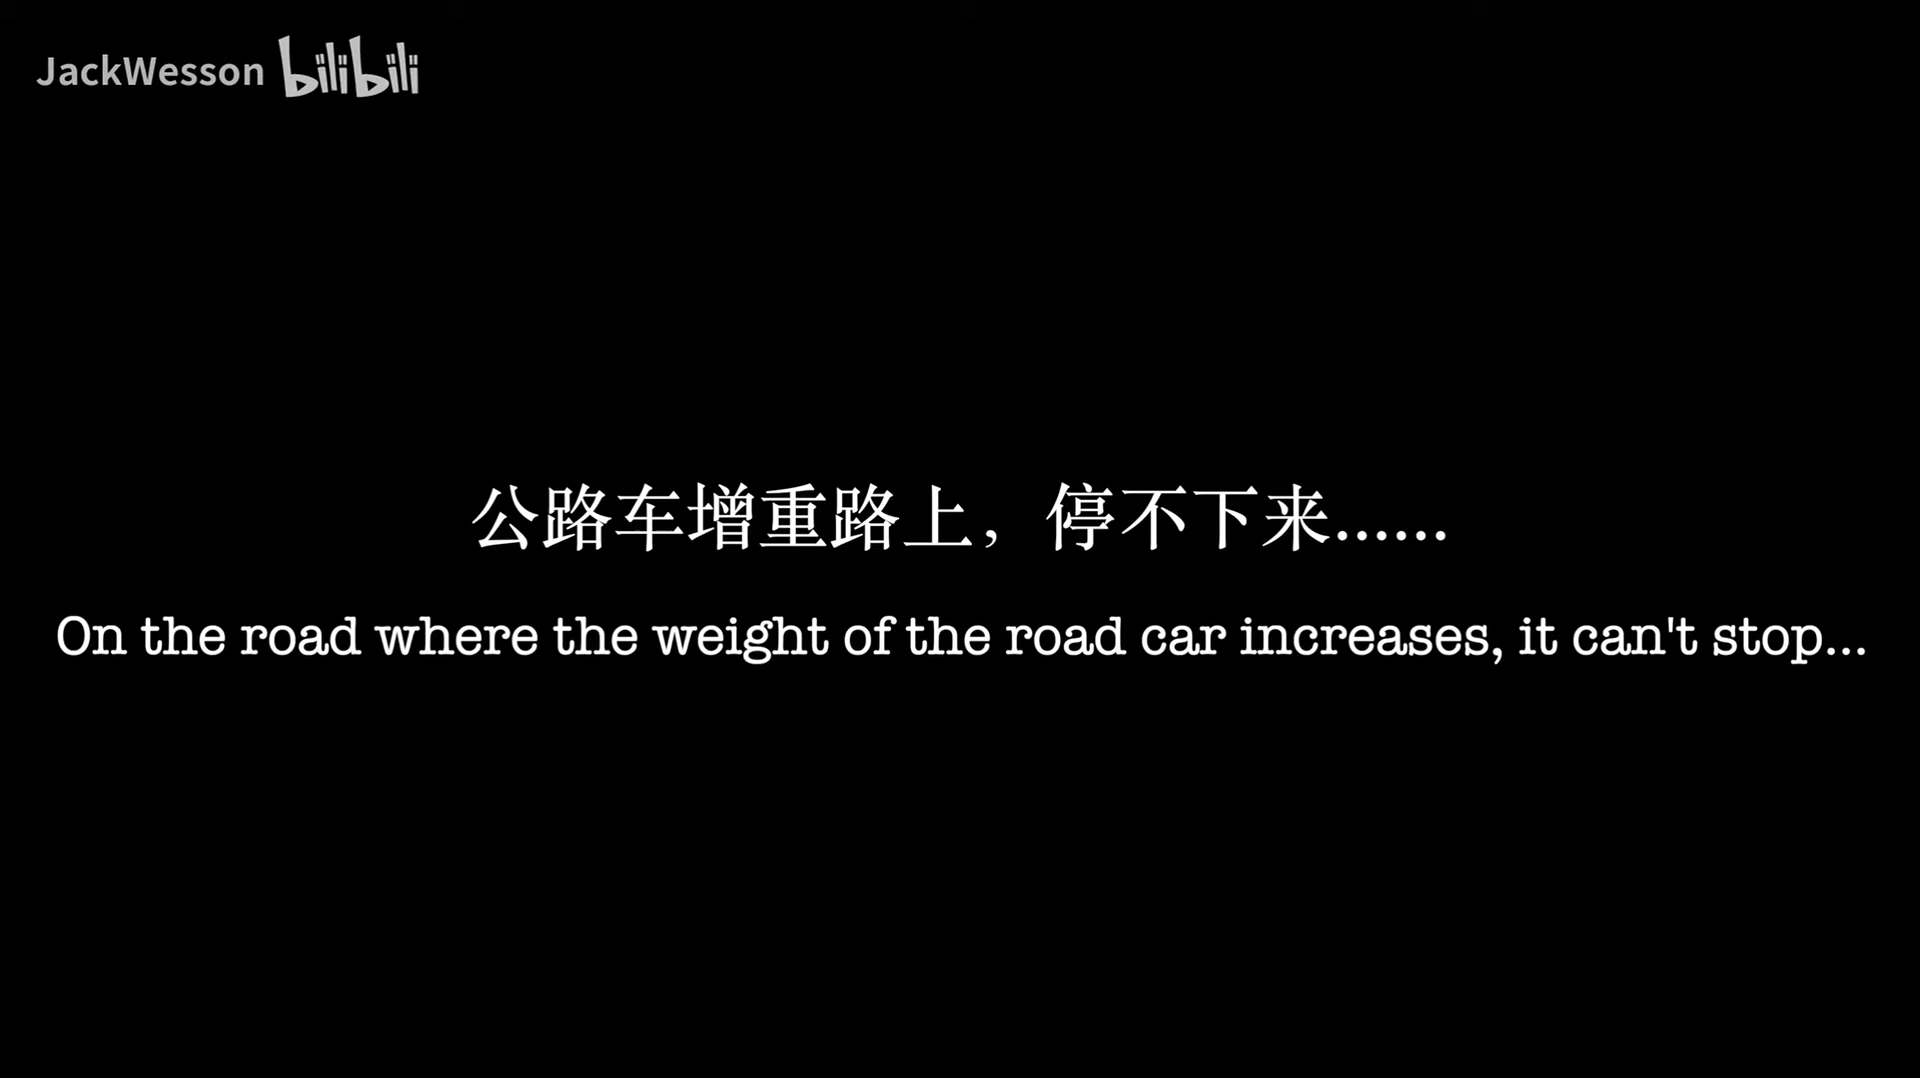 JackWesson bilibili
公路车增重路上，停不下来......
On the road where the weight of the road car increases, it can't stop...